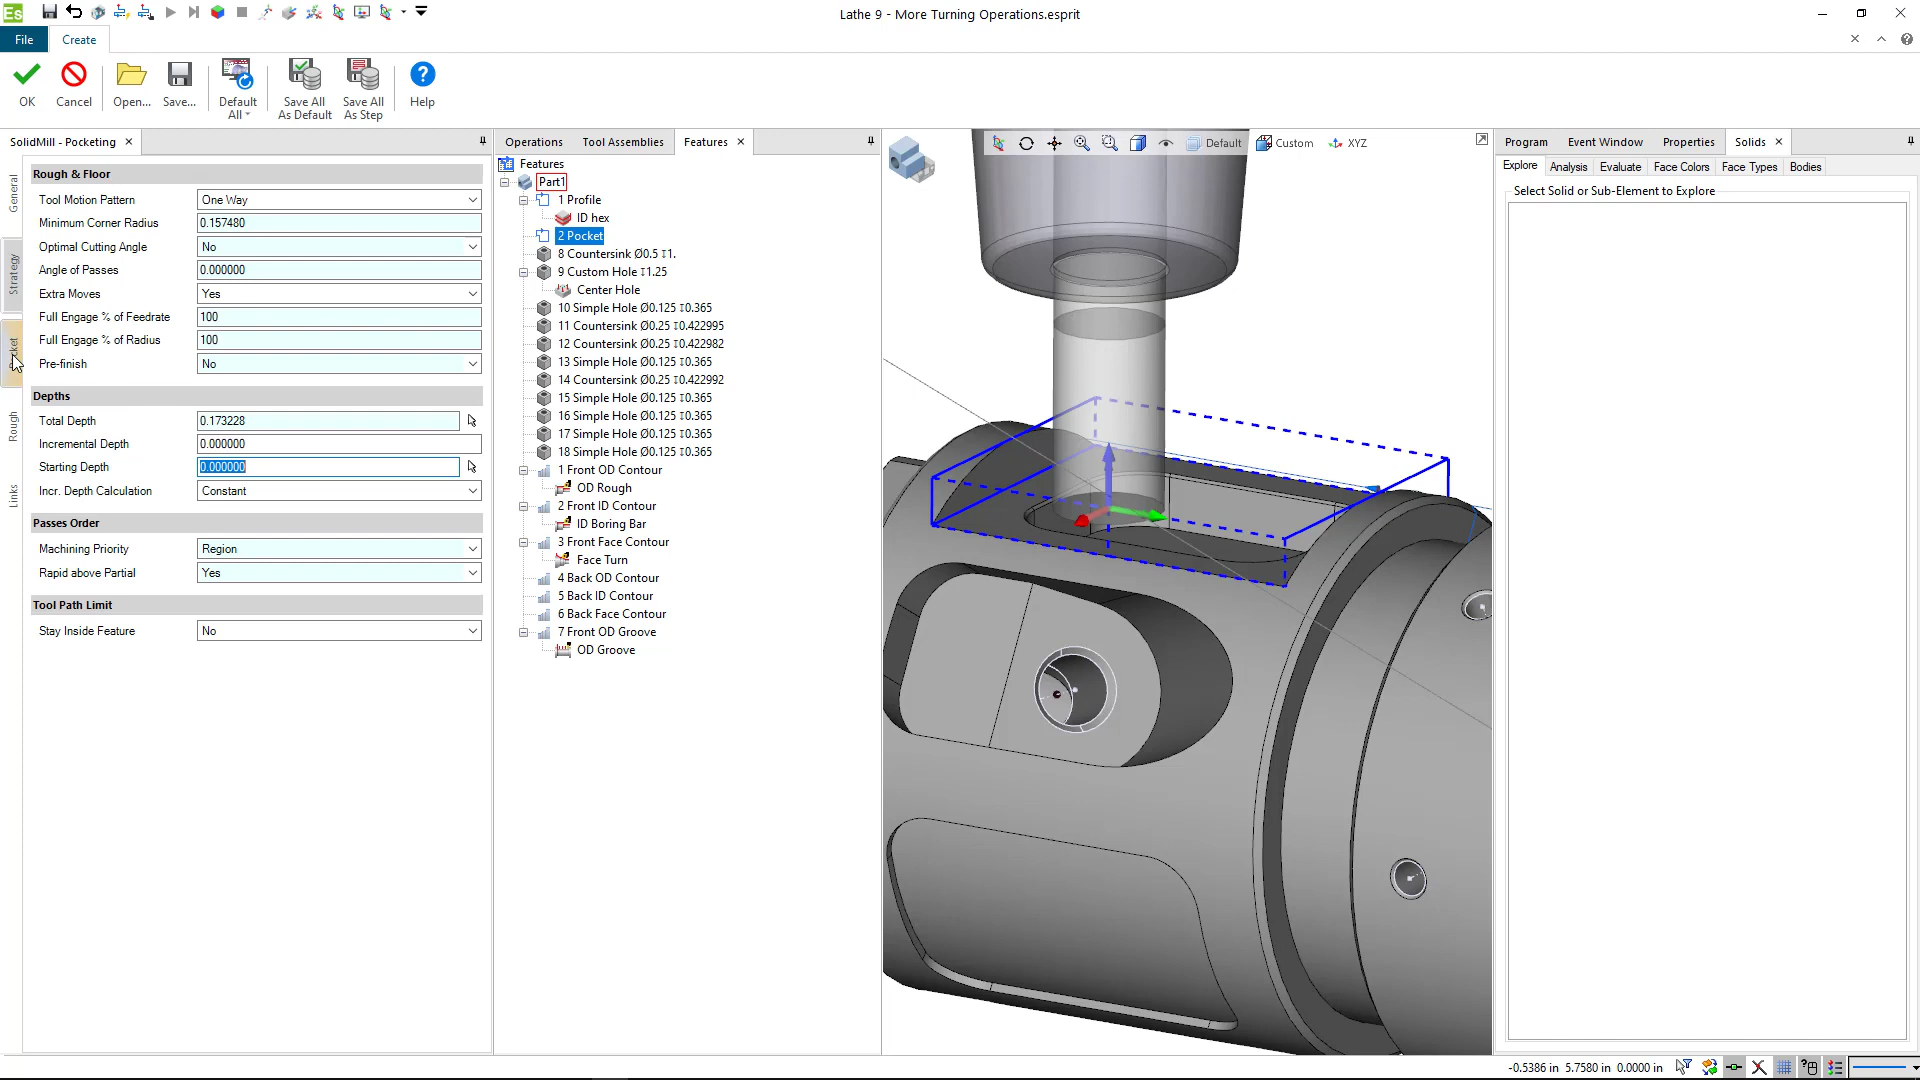 Es
Lathe 9 - More Turning Operations.esprit
File
Create
OK
Cancel
Open...
Save...
Default
All
Save All
As Default
Save All
As Step
Help
SolidMill - Pocketing
General
Strategy
Rough
Links
Rough & Floor
Tool Motion Pattern One Way
Minimum Corner Radius 0.157480
Optimal Cutting Angle No
Angle of Passes 0.000000
Extra Moves Yes
Full Engage % of Feedrate 100
Full Engage % of Radius 100
Pre-finish No
Depths
Total Depth 0.173228
Incremental Depth 0.000000
Starting Depth 0.000000
Incr. Depth Calculation Constant
Passes Order
Machining Priority Region
Rapid above Partial Yes
Tool Path Limit
Stay Inside Feature No
Operations Tool Assemblies Features
Features
Part1
1 Profile
ID hex
2 Pocket
8 Countersink Ø0.5 ↧1.
9 Custom Hole ↧1.25
Center Hole
10 Simple Hole Ø0.125 ↧0.365
11 Countersink Ø0.25 ↧0.422995
12 Countersink Ø0.25 ↧0.422982
13 Simple Hole Ø0.125 ↧0.365
14 Countersink Ø0.25 ↧0.422992
15 Simple Hole Ø0.125 ↧0.365
16 Simple Hole Ø0.125 ↧0.365
17 Simple Hole Ø0.125 ↧0.365
18 Simple Hole Ø0.125 ↧0.365
1 Front OD Contour
OD Rough
2 Front ID Contour
ID Boring Bar
3 Front Face Contour
Face Turn
4 Back OD Contour
5 Back ID Contour
6 Back Face Contour
7 Front OD Groove
OD Groove
Default
Custom
XYZ
Program Event Window Properties Solids
Explore Analysis Evaluate Face Colors Face Types Bodies
Select Solid or Sub-Element to Explore
-0.5386 in 5.7580 in 0.0000 in